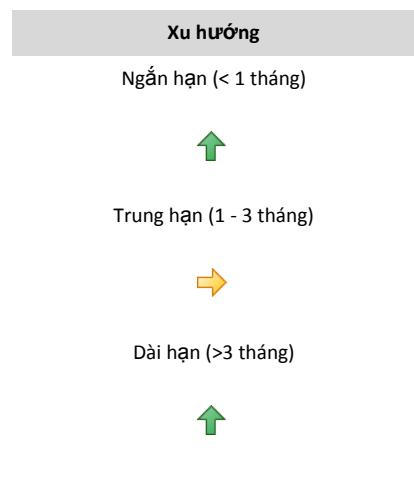 Xu hướng
Ngắn hạn (< 1 tháng)
Trung hạn (1 - 3 tháng)
Dài hạn (>3 tháng)